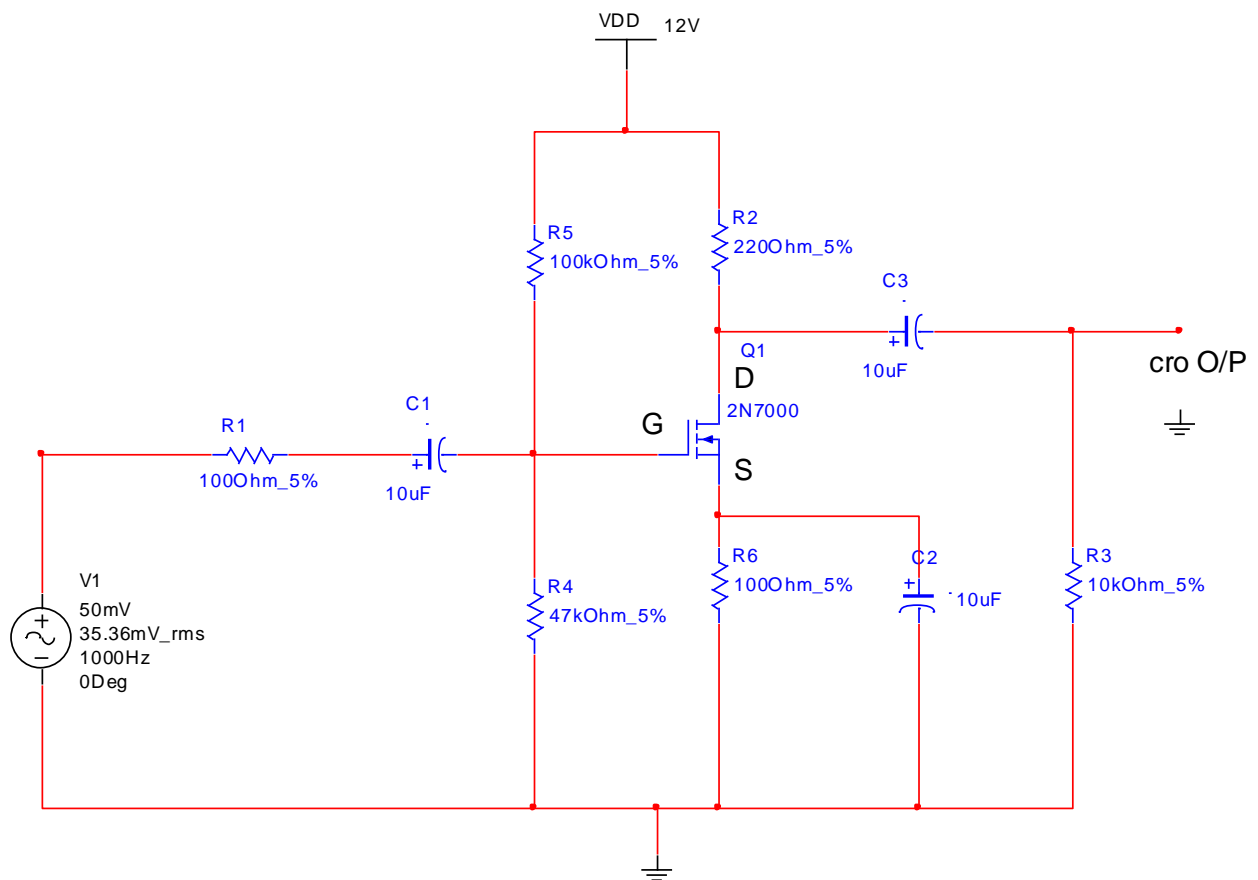 VDD 12V
R5
100kOhm_5%
R2
220Ohm_5%
C3
+
10uF
cro O/P
Q1
D
2N7000
G
S
R1
100Ohm_5%
C1
+
10uF
R4
47kOhm_5%
R6
100Ohm_5%
C2
+
10uF
R3
10kOhm_5%
V1
50mV
35.36mV_rms
1000Hz
0Deg
+
−